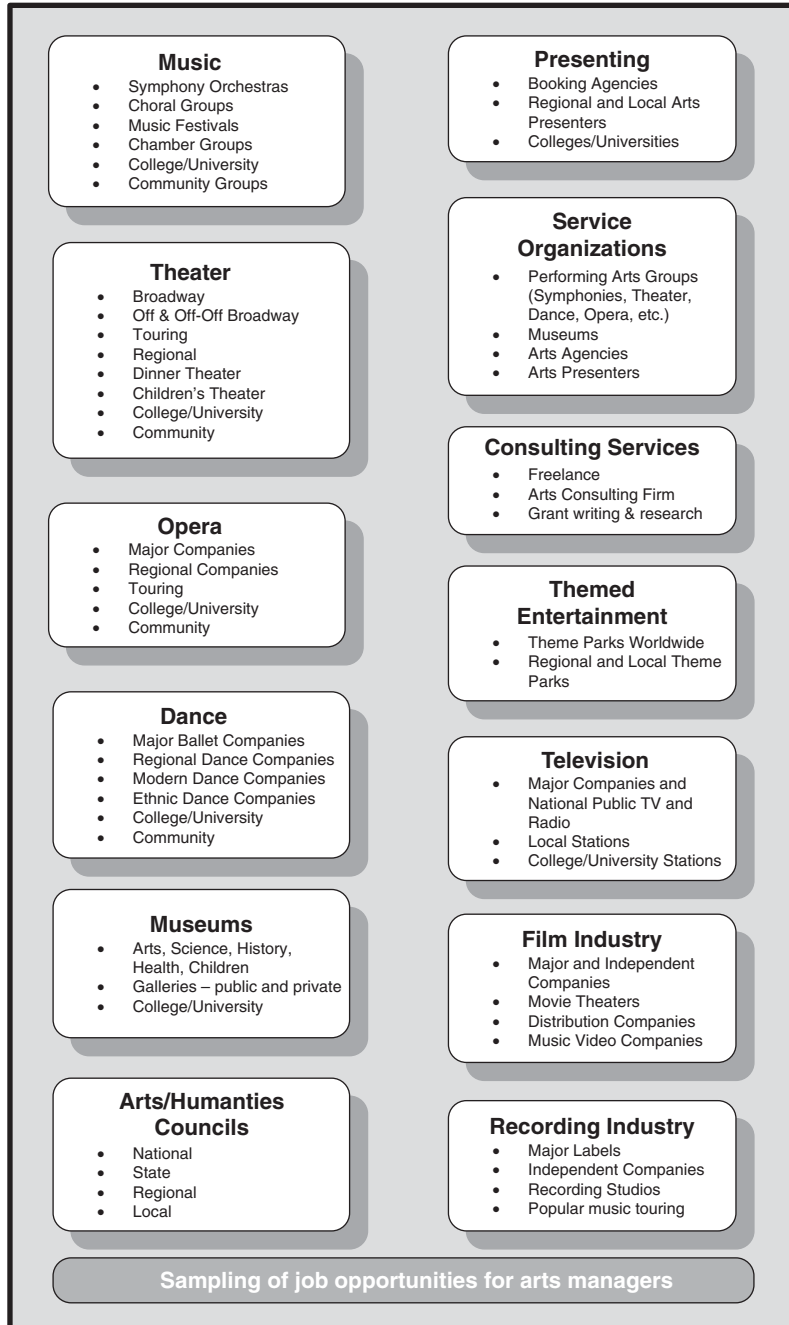 Music
• Symphony Orchestras
• Choral Groups
• Music Festivals
• Chamber Groups
• College/University
• Community Groups
Theater
• Broadway
• Off & Off-Off Broadway
• Touring
• Regional
• Dinner Theater
• Children's Theater
• College/University
• Community
Opera
• Major Companies
• Regional Companies
• Touring
• College/University
• Community
Dance
• Major Ballet Companies
• Regional Dance Companies
• Modern Dance Companies
• Ethnic Dance Companies
• College/University
• Community
Museums
• Arts, Science, History,
Health, Children
• Galleries – public and private
• College/University
Arts/Humanties
Councils
• National
• State
• Regional
• Local
Presenting
• Booking Agencies
• Regional and Local Arts
Presenters
• Colleges/Universities
Service
Organizations
• Performing Arts Groups
(Symphonies, Theater,
Dance, Opera, etc.)
• Museums
• Arts Agencies
• Arts Presenters
Consulting Services
• Freelance
• Arts Consulting Firm
• Grant writing & research
Themed
Entertainment
• Theme Parks Worldwide
• Regional and Local Theme
Parks
Television
• Major Companies and
National Public TV and
Radio
• Local Stations
• College/University Stations
Film Industry
• Major and Independent
Companies
• Movie Theaters
• Distribution Companies
• Music Video Companies
Recording Industry
• Major Labels
• Independent Companies
• Recording Studios
• Popular music touring
Sampling of job opportunities for arts managers